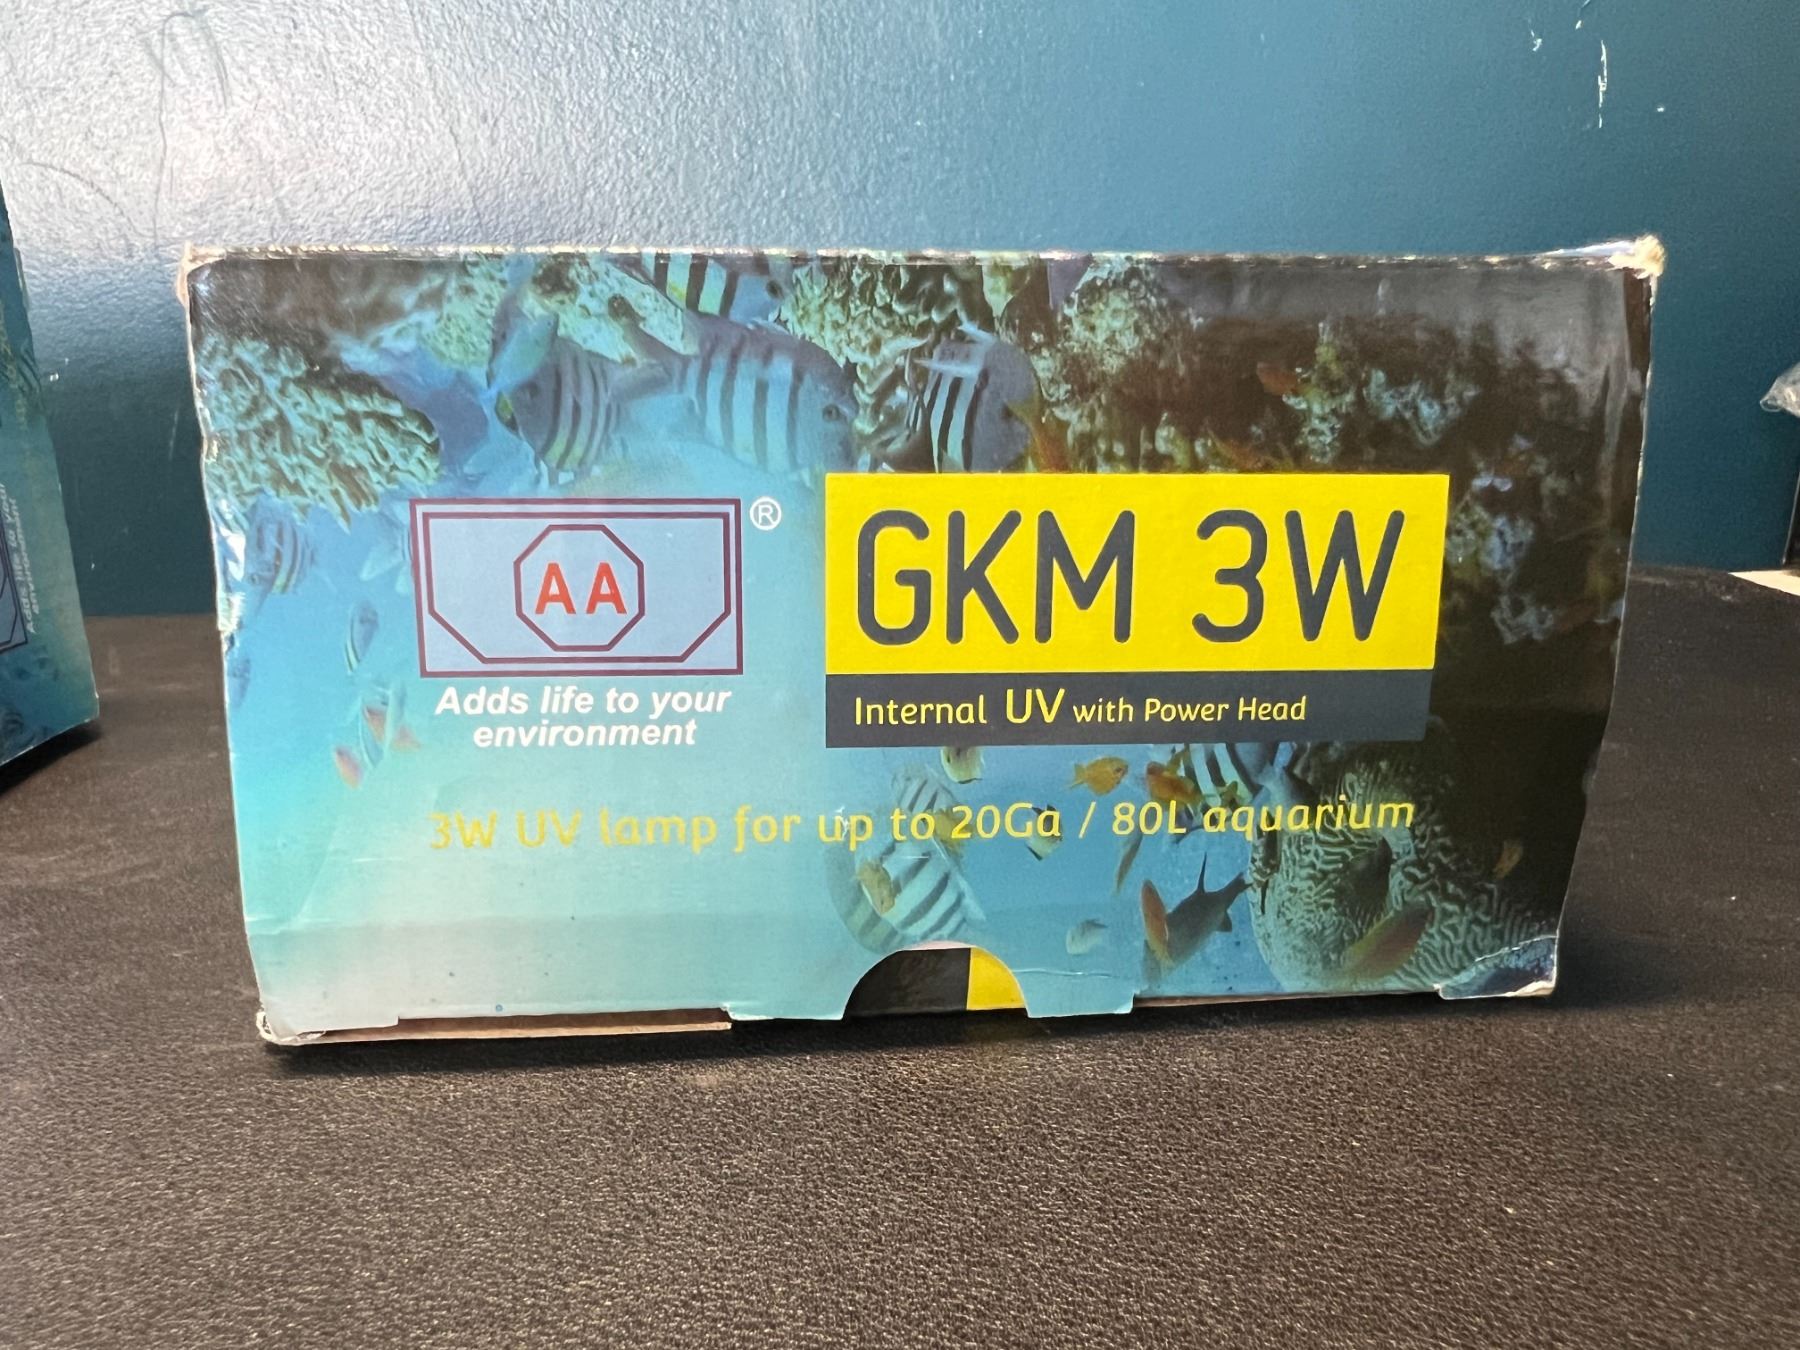 AA
®
Adds life to your
environment
GKM 3W
Internal UV with Power Head
3W UV lamp for up to 20Ga / 80L aquarium